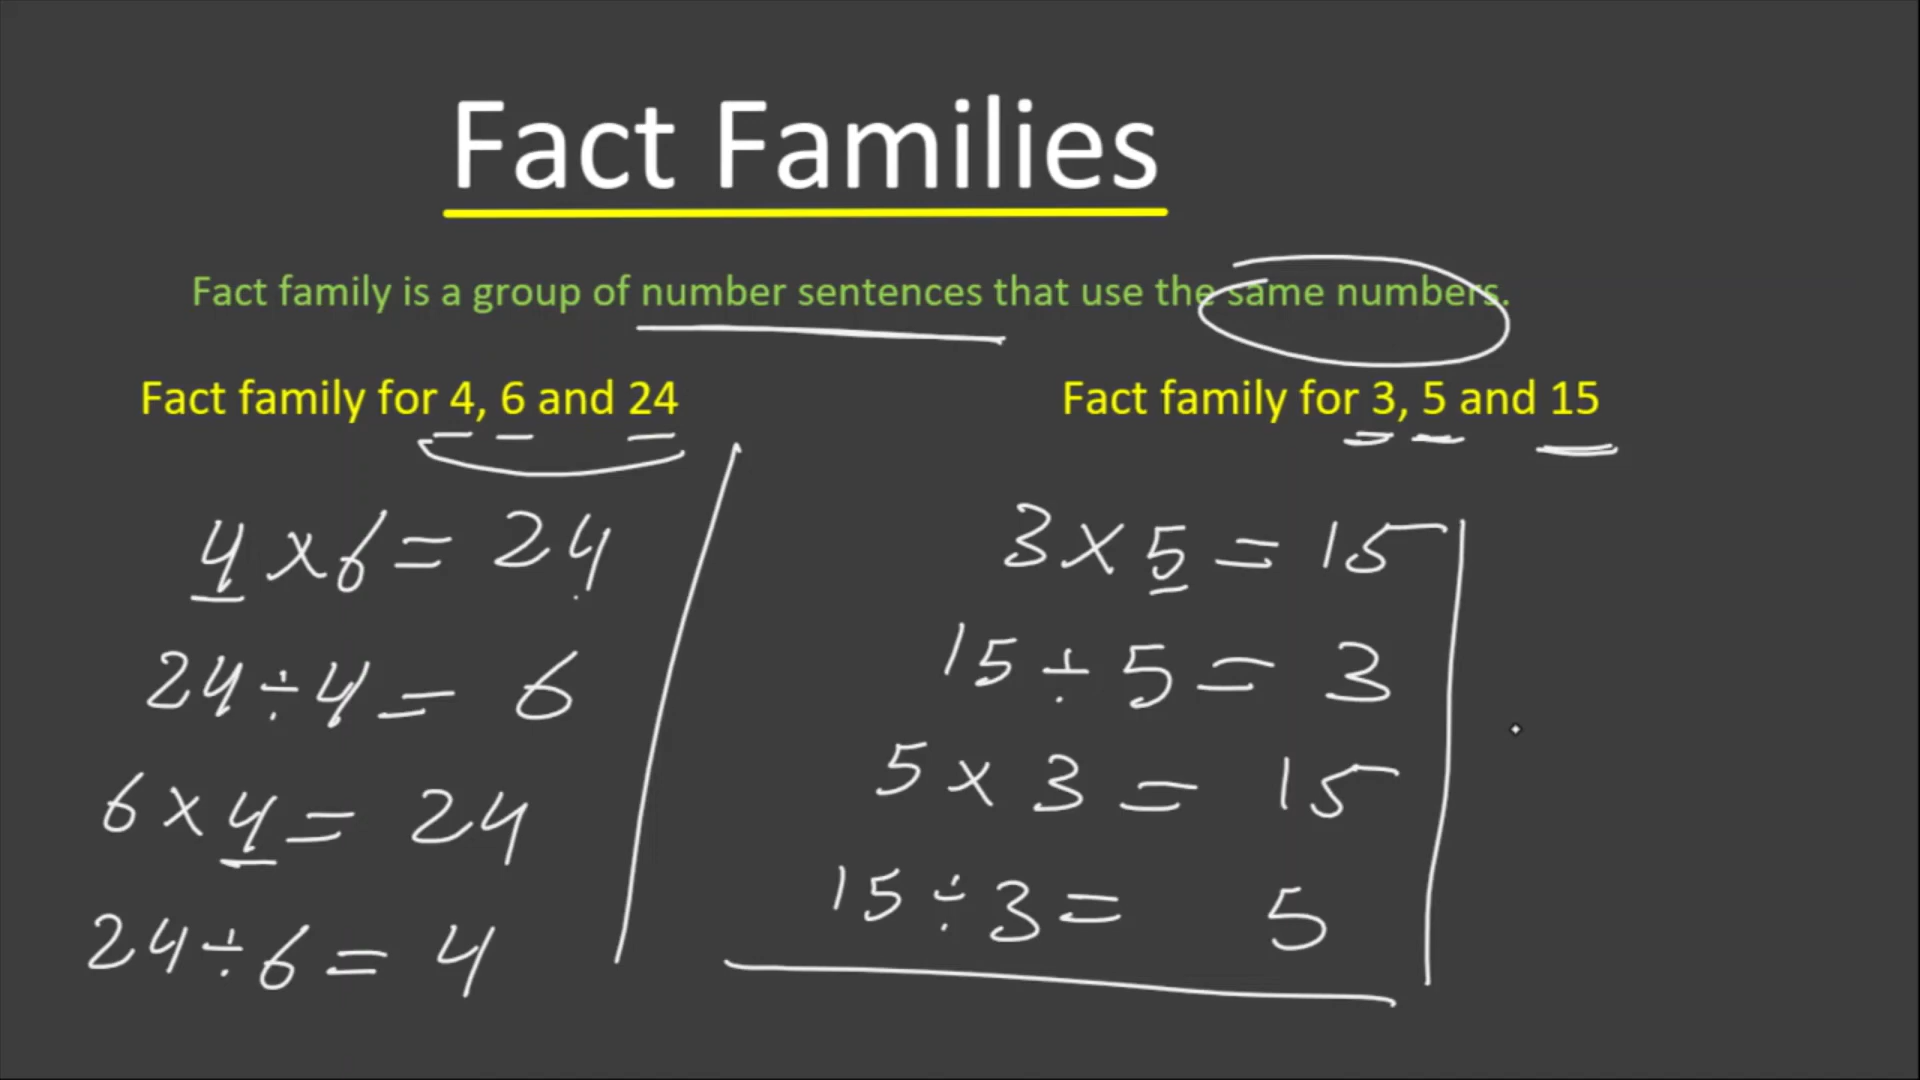 Fact Families
Fact family is a group of number sentences that use the same numbers.
Fact family for 4, 6 and 24
4 × 6 = 24
24 ÷ 4 = 6
6 × 4 = 24
24 ÷ 6 = 4
Fact family for 3, 5 and 15
3 × 5 = 15
15 ÷ 5 = 3
5 × 3 = 15
15 ÷ 3 = 5